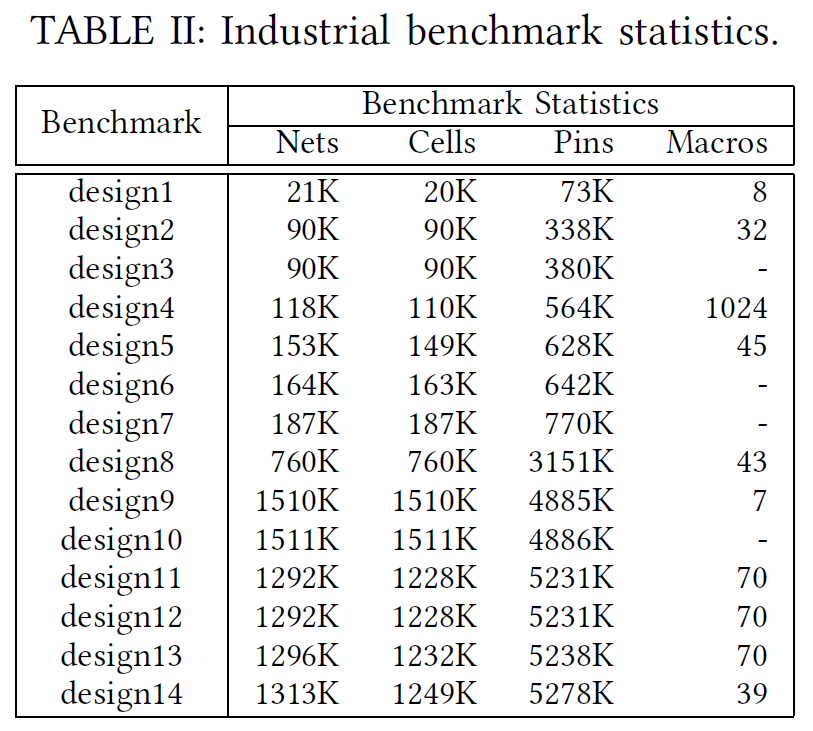 TABLE II: Industrial benchmark statistics.
Benchmark Benchmark Statistics
Nets Cells Pins Macros
design1 21K 20K 73K 8
design2 90K 90K 338K 32
design3 90K 90K 380K -
design4 118K 110K 564K 1024
design5 153K 149K 628K 45
design6 164K 163K 642K -
design7 187K 187K 770K -
design8 760K 760K 3151K 43
design9 1510K 1510K 4885K 7
design10 1511K 1511K 4886K -
design11 1292K 1228K 5231K 70
design12 1292K 1228K 5231K 70
design13 1296K 1232K 5238K 70
design14 1313K 1249K 5278K 39